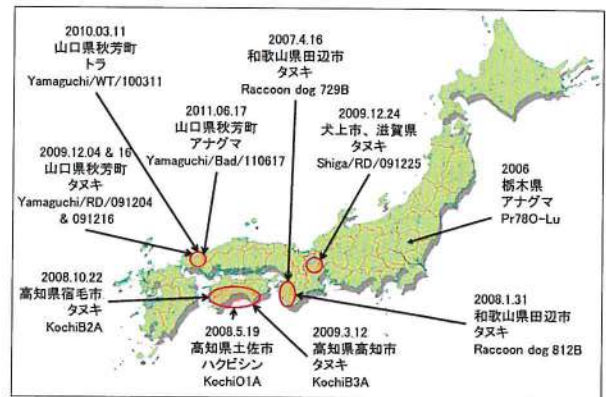 2010.03.11
山口県秋芳町
トラ
Yamaguchi/WT/100311
2011.06.17
山口県秋芳町
アナグマ
Yamaguchi/Bad/110617
2009.12.04 & 16
山口県秋芳町
タヌキ
Yamaguchi/RD/091204
& 091216
2007.4.16
和歌山県田辺市
タヌキ
Raccoon dog 729B
2009.12.24
犬上市、滋賀県
タヌキ
Shiga/RD/091225
2006
栃木県
アナグマ
Pr78O-Lu
2008.10.22
高知県宿毛市
タヌキ
KochiB2A
2008.5.19
高知県土佐市
ハクビシン
KochiO1A
2009.3.12
高知県高知市
タヌキ
KochiB3A
2008.1.31
和歌山県田辺市
タヌキ
Raccoon dog 812B